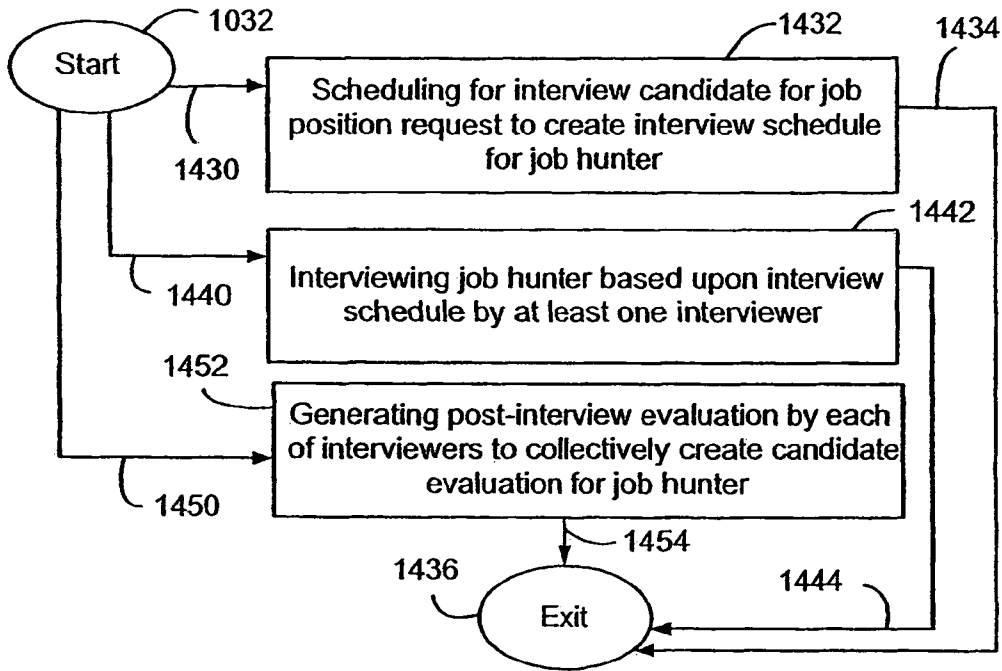 1032
Start
1432
1434
Scheduling for interview candidate for job
position request to create interview schedule
for job hunter
1430
1442
Interviewing job hunter based upon interview
schedule by at least one interviewer
1440
1452
Generating post-interview evaluation by each
of interviewers to collectively create candidate
evaluation for job hunter
1450
1454
1436
Exit
1444